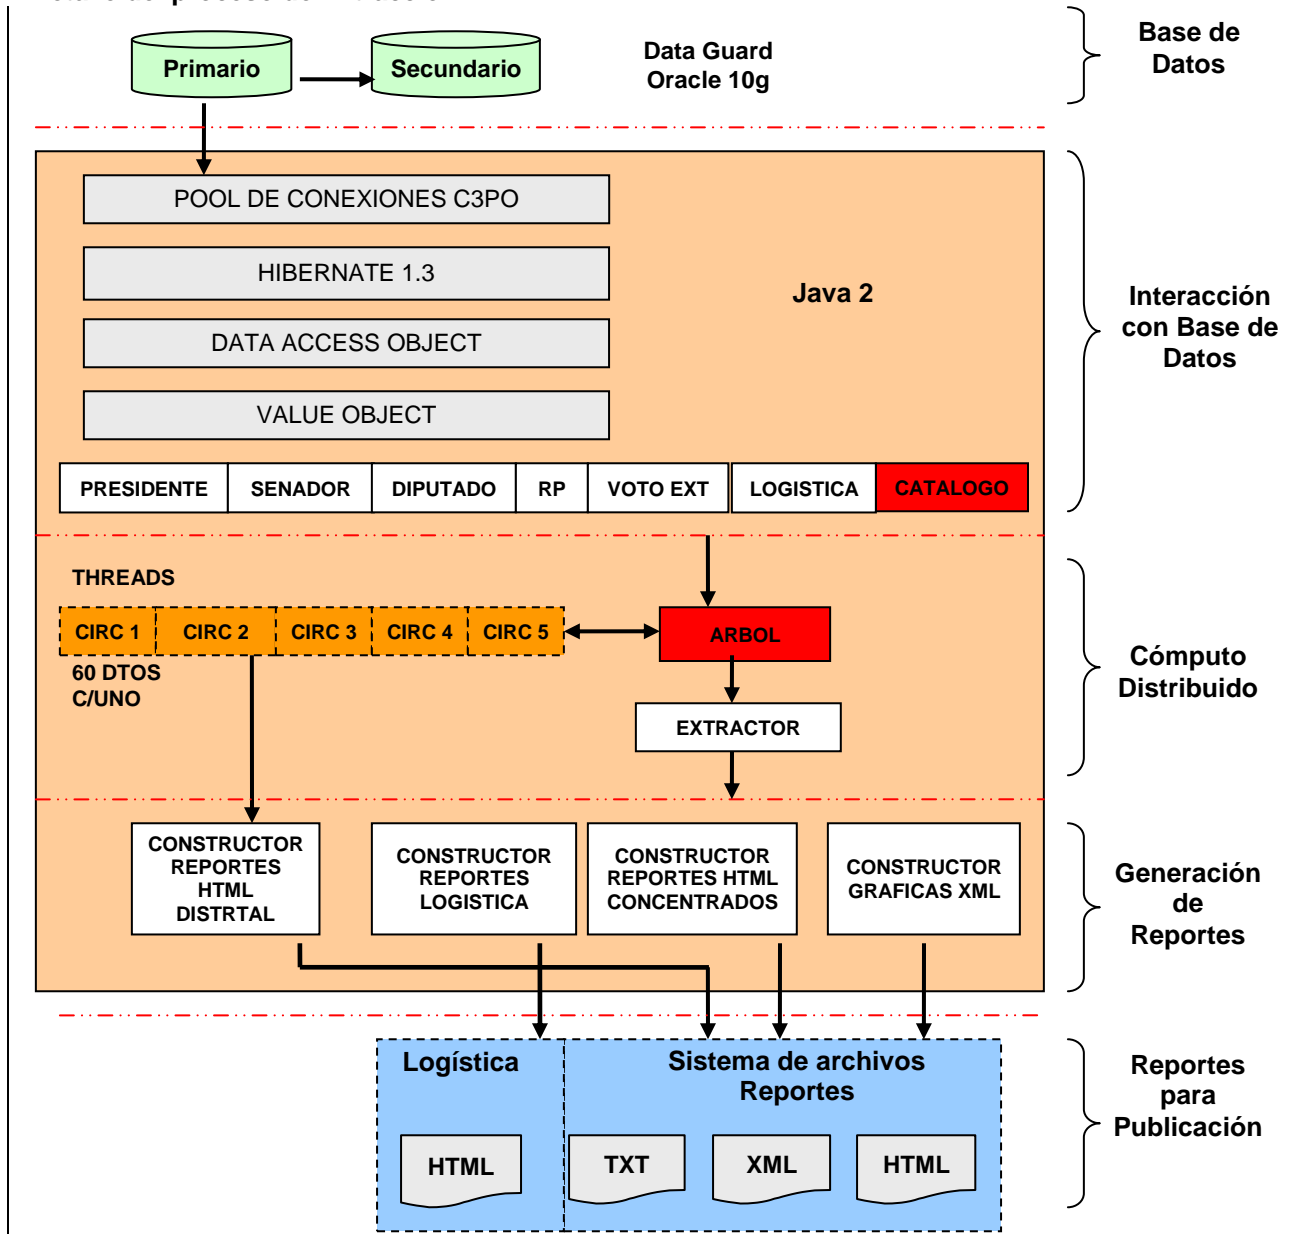 Primario
Secundario
Data Guard
Oracle 10g
Base de
Datos
POOL DE CONEXIONES C3PO
HIBERNATE 1.3
DATA ACCESS OBJECT
VALUE OBJECT
Java 2
Interacción
con Base de
Datos
PRESIDENTE
SENADOR
DIPUTADO
RP
VOTO EXT
LOGISTICA
CATALOGO
THREADS
CIRC 1
CIRC 2
CIRC 3
CIRC 4
CIRC 5
60 DTOS
C/UNO
ARBOL
EXTRACTOR
Cómputo
Distribuido
CONSTRUCTOR
REPORTES
HTML
DISTRTAL
CONSTRUCTOR
REPORTES
LOGISTICA
CONSTRUCTOR
REPORTES HTML
CONCENTRADOS
CONSTRUCTOR
GRAFICAS XML
Generación
de
Reportes
Logística
HTML
Sistema de archivos
Reportes
TXT
XML
HTML
Reportes
para
Publicación